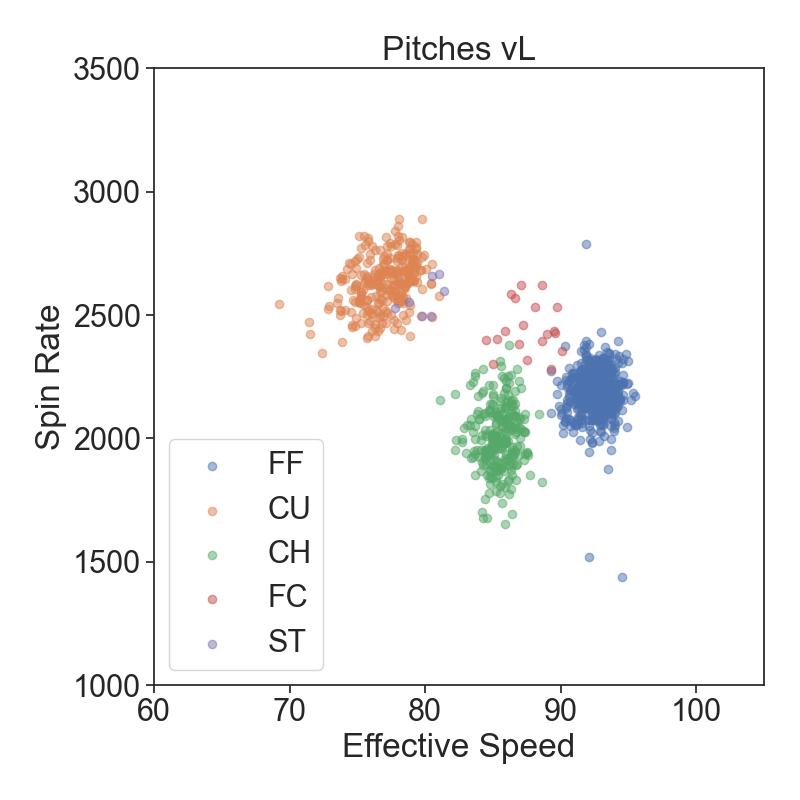 Pitches vL
3500
3000
2500
2000
1500
1000
Spin Rate
FF
CU
CH
FC
ST
60 70 80 90 100
Effective Speed